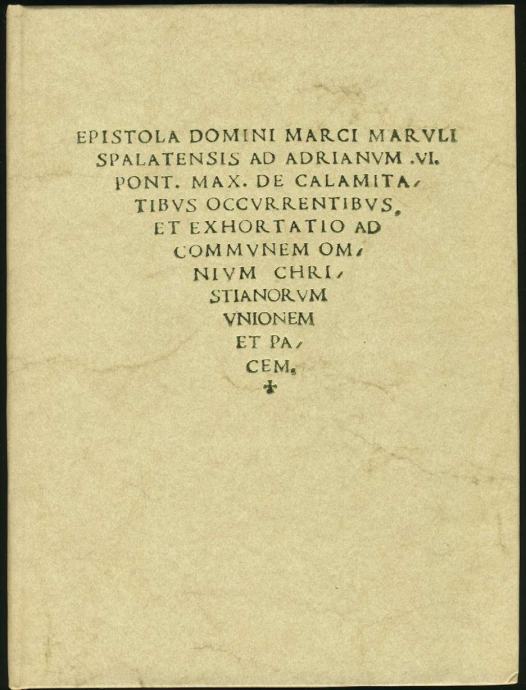 EPISTOLA DOMINI MARCI MARVLI
SPALATENSIS AD ADRIANVM .VI.
PONT. MAX. DE CALAMITA/
TIBVS OCCVRRENTIBVS.
ET EXHORTATIO AD
COMMVNEM OM/
NIVM CHRI/
STIANORVM
VNIONEM
ET PA/
CEM.